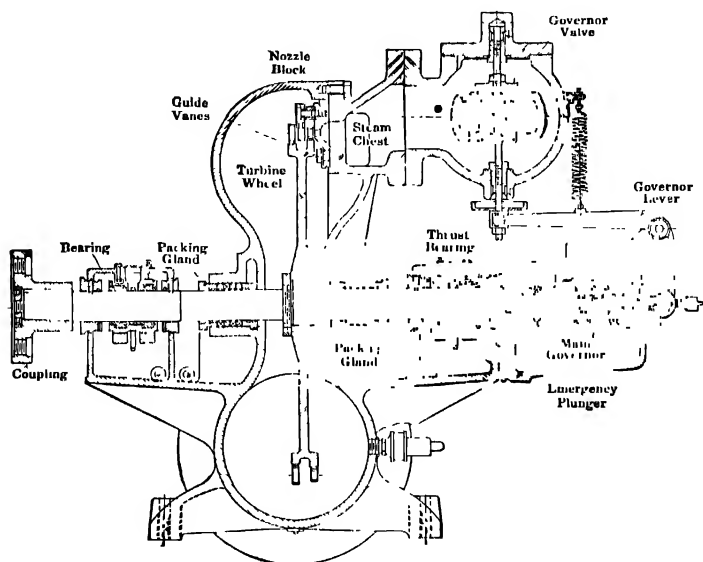 Governor
Valve
Nozzle
Block
Guide
Vanes
Steam
Chest
Turbine
Wheel
Governor
Lever
Thrust
Bearing
Bearing
Packing
Gland
Packing
Gland
Main
Governor
Coupling
Emergency
Plunger